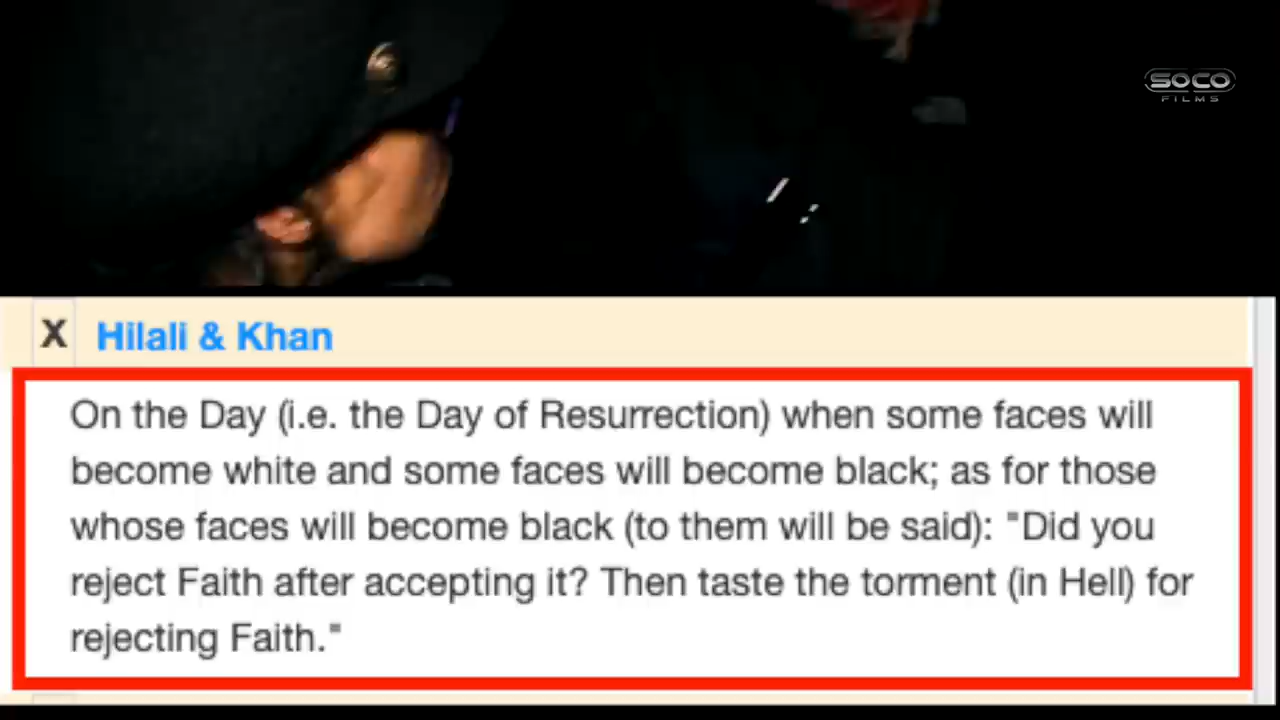 SOCO
FILMS
X Hilali & Khan
On the Day (i.e. the Day of Resurrection) when some faces will
become white and some faces will become black; as for those
whose faces will become black (to them will be said): "Did you
reject Faith after accepting it? Then taste the torment (in Hell) for
rejecting Faith."